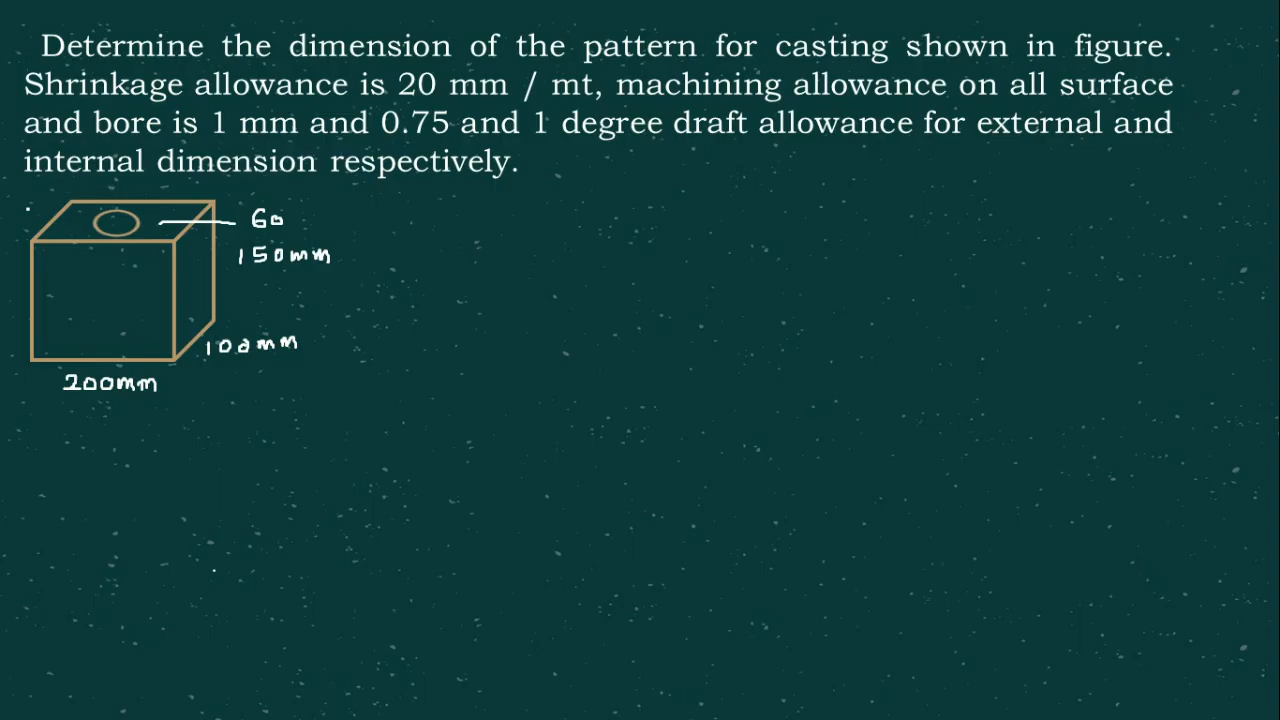 Determine the dimension of the pattern for casting shown in figure.
Shrinkage allowance is 20 mm / mt, machining allowance on all surface
and bore is 1 mm and 0.75 and 1 degree draft allowance for external and
internal dimension respectively.
60
150mm
100mm
200mm